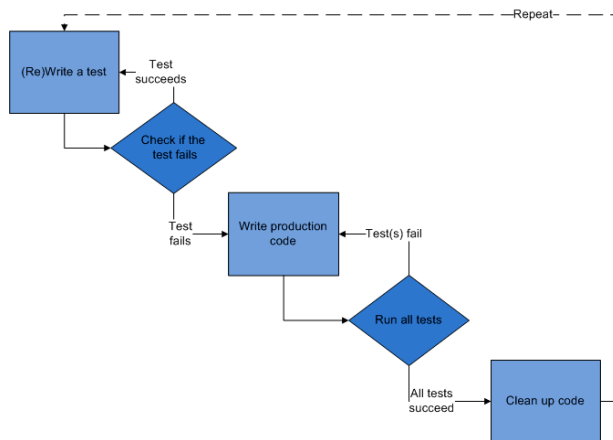 Repeat
(Re)Write a test
Test
succeeds
Check if the
test fails
Test
fails
Write production
code
Test(s) fail
Run all tests
All tests
succeed
Clean up code